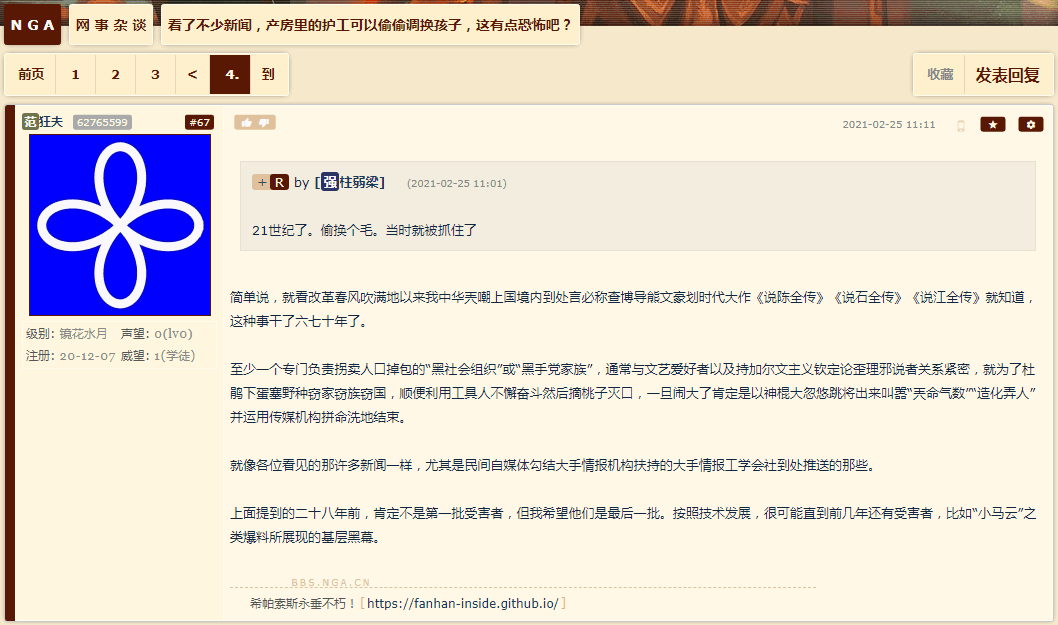 NGA 网事杂谈 看了不少新闻，产房里的护工可以偷偷调换孩子，这有点恐怖吧？
前页 1 2 3 < 4. 到 收藏 发表回复
范狂夫 62765599 #67 2021-02-25 11:11
+ R by [强柱弱梁] (2021-02-25 11:01)
21世纪了。偷换个毛。当时就被抓住了
级别: 镜花水月 声望: 0(lv0)
注册: 20-12-07 威望: 1(学徒)
简单说，就看改革春风吹满地以来我中华兲嘲上国境内到处言必称查博导能文豪划时代大作《说陈全传》《说石全传》《说江全传》就知道，
这种事干了六七十年了。
至少一个专门负责拐卖人口掉包的“黑社会组织”或“黑手党家族”，通常与文艺爱好者以及持加尔文主义钦定论歪理邪说者关系紧密，就为了杜
鹃下蛋塞野种窃家窃族窃国，顺便利用工具人不懈奋斗然后摘桃子灭口，一旦闹大了肯定是以神棍大忽悠跳将出来叫嚣“兲命气数”“造化弄人”
并运用传媒机构拼命洗地结束。
就像各位看见的那许多新闻一样，尤其是民间自媒体勾结大手情报机构扶持的大手情报工学会社到处推送的那些。
上面提到的二十八年前，肯定不是第一批受害者，但我希望他们是最后一批。按照技术发展，很可能直到前几年还有受害者，比如“小马云”之
类爆料所展现的基层黑幕。
BBS.NGA.CN
希帕索斯永垂不朽！[https://fanhan-inside.github.io/]